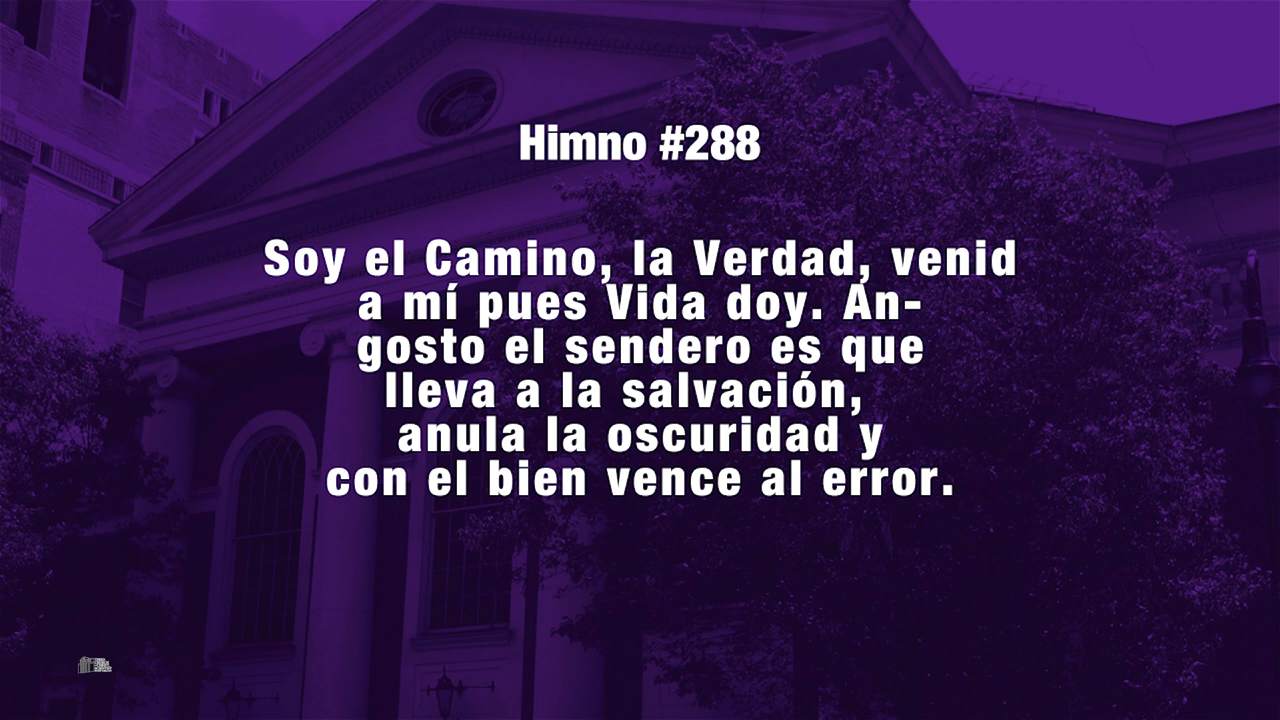 Himno #288
Soy el Camino, la Verdad, venid
a mí pues Vida doy. An-
gosto el sendero es que
lleva a la salvación,
anula la oscuridad y
con el bien vence al error.